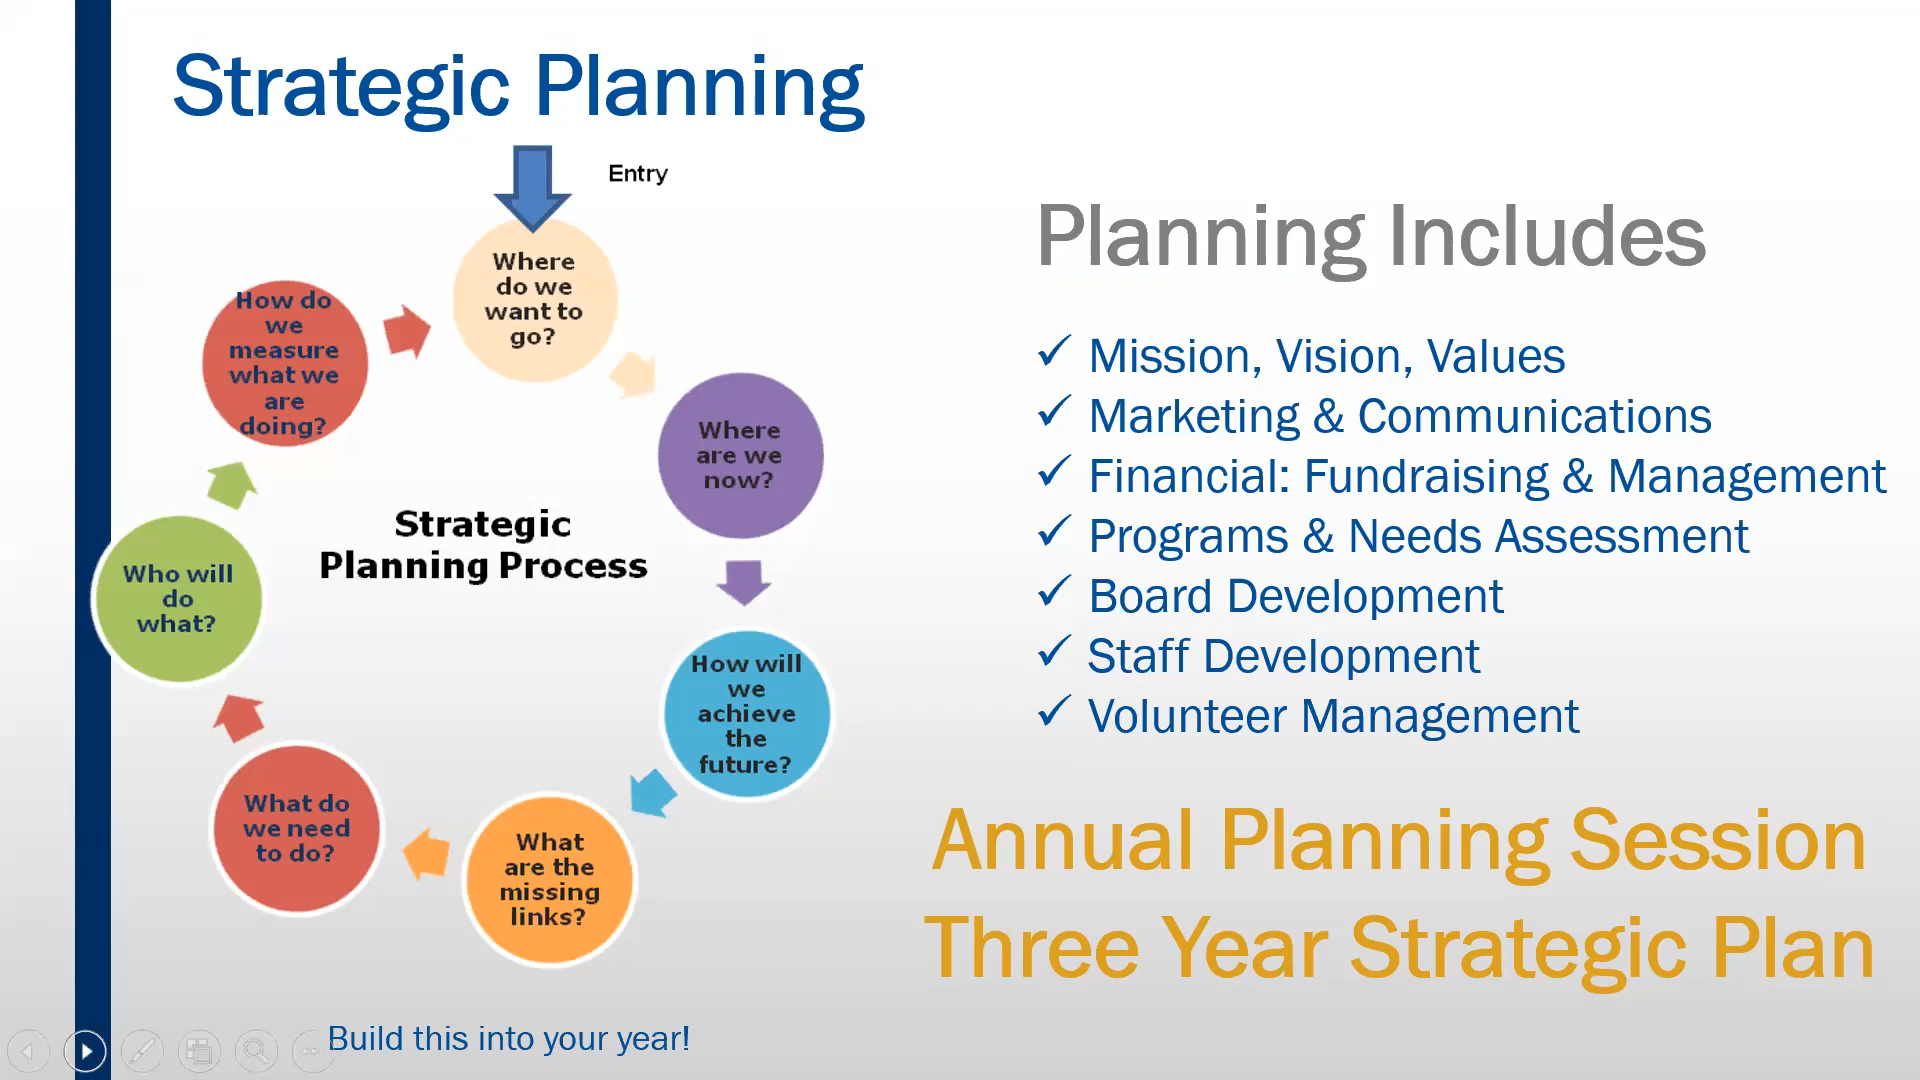 Strategic Planning
Entry
Where
do we
want to
go?
Where
are we
now?
How will
we
achieve
the
future?
What
are the
missing
links?
What do
we need
to do?
Who will
do
what?
How do
we
measure
what we
are
doing?
Strategic
Planning Process
Build this into your year!
Planning Includes
✓ Mission, Vision, Values
✓ Marketing & Communications
✓ Financial: Fundraising & Management
✓ Programs & Needs Assessment
✓ Board Development
✓ Staff Development
✓ Volunteer Management
Annual Planning Session
Three Year Strategic Plan